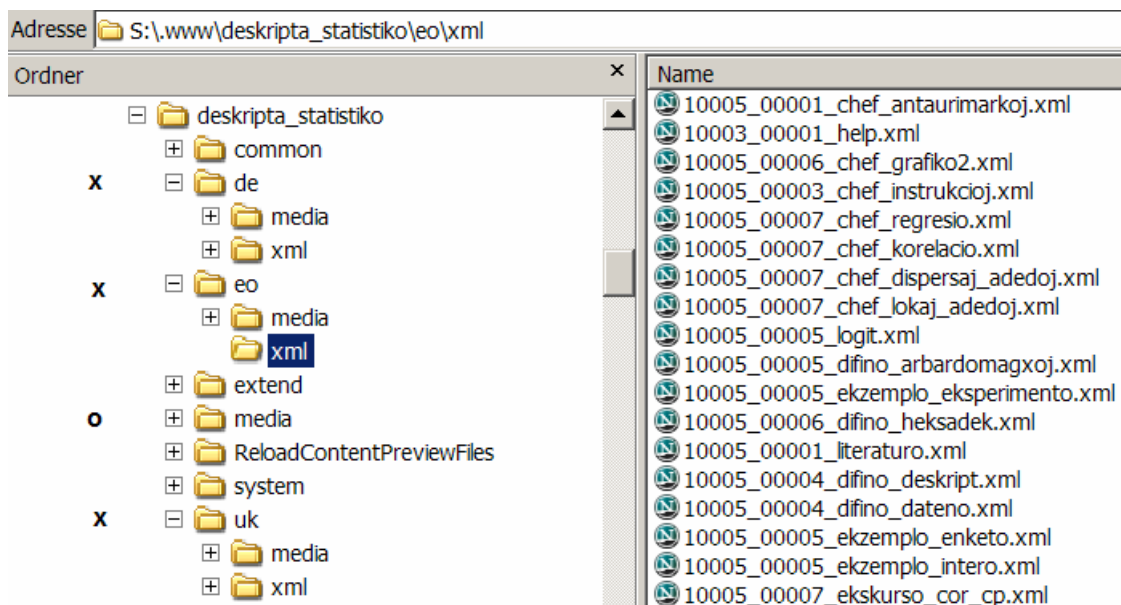 Adresse S:\.www\deskripta_statistiko\eo\xml
Ordner ×
deskripta_statistiko
common
X de
media
xml
X eo
media
xml
extend
O media
ReloadContentPreviewFiles
system
X uk
media
xml
Name
10005_00001_chef_antaurimarkoj.xml
10003_00001_help.xml
10005_00006_chef_grafiko2.xml
10005_00003_chef_instrukcioj.xml
10005_00007_chef_regresio.xml
10005_00007_chef_korelacio.xml
10005_00007_chef_dispersaj_adedoj.xml
10005_00007_chef_lokaj_adedoj.xml
10005_00005_logit.xml
10005_00005_difino_arbardomagxoj.xml
10005_00005_ekzemplo_eksperimento.xml
10005_00006_difino_heksadek.xml
10005_00001_literaturo.xml
10005_00004_difino_deskript.xml
10005_00004_difino_dateno.xml
10005_00005_ekzemplo_enketo.xml
10005_00005_ekzemplo_intero.xml
10005_00007_ekskurso_cor_cp.xml